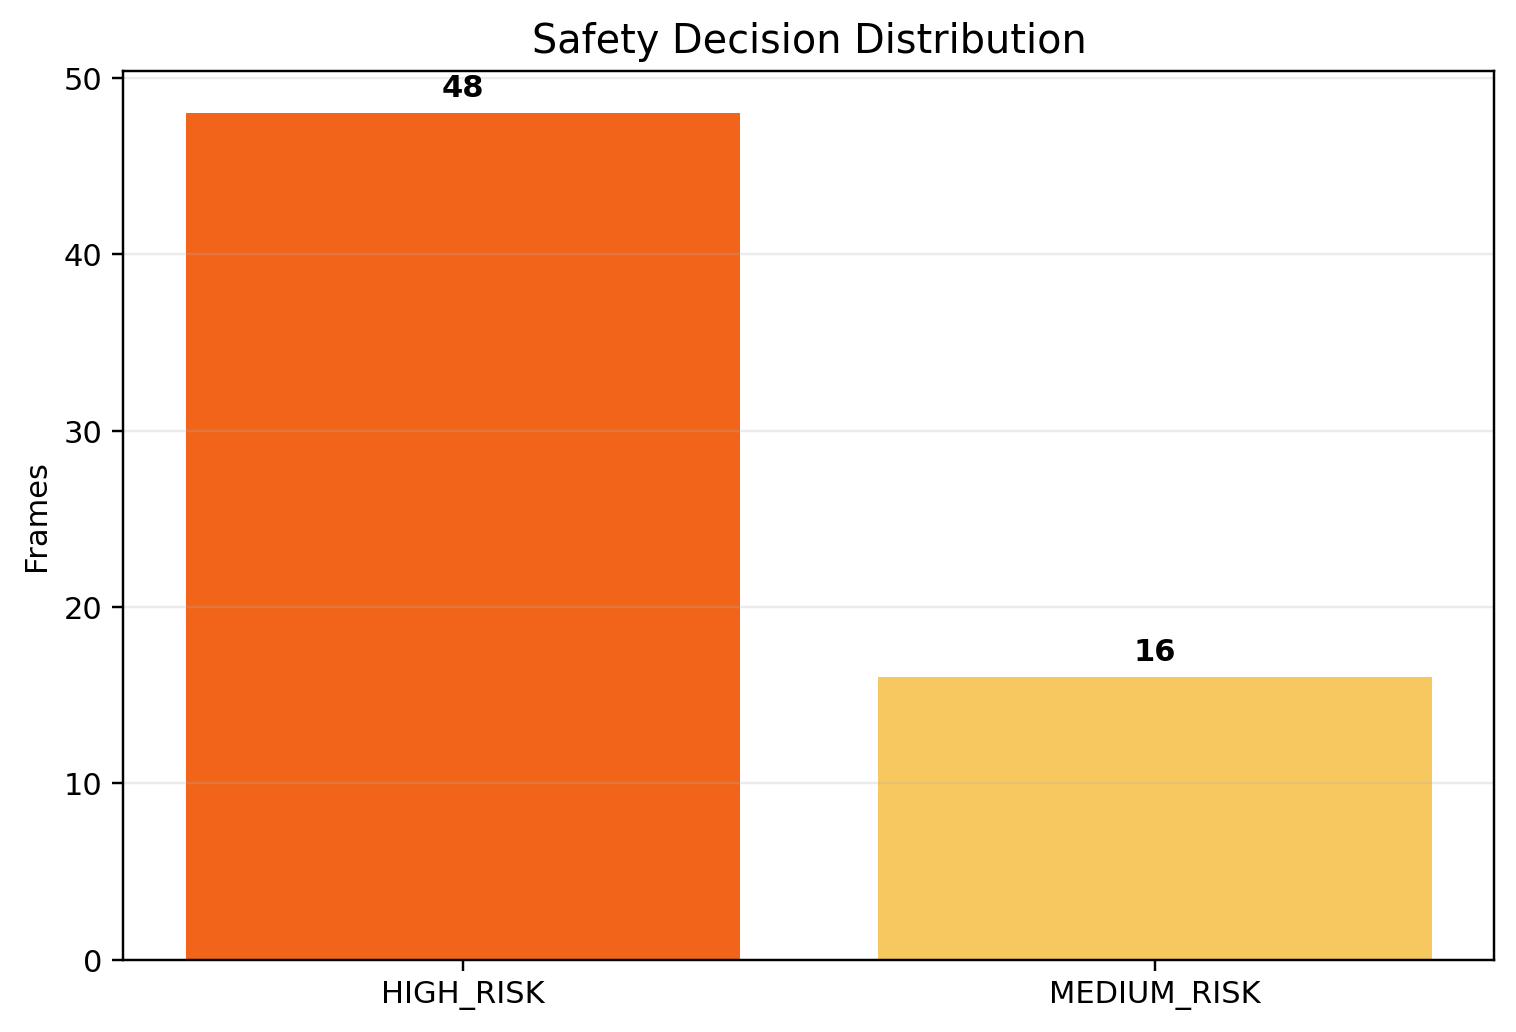 Safety Decision Distribution
50
48
40
30
Frames
20
16
10
0
HIGH_RISK
MEDIUM_RISK